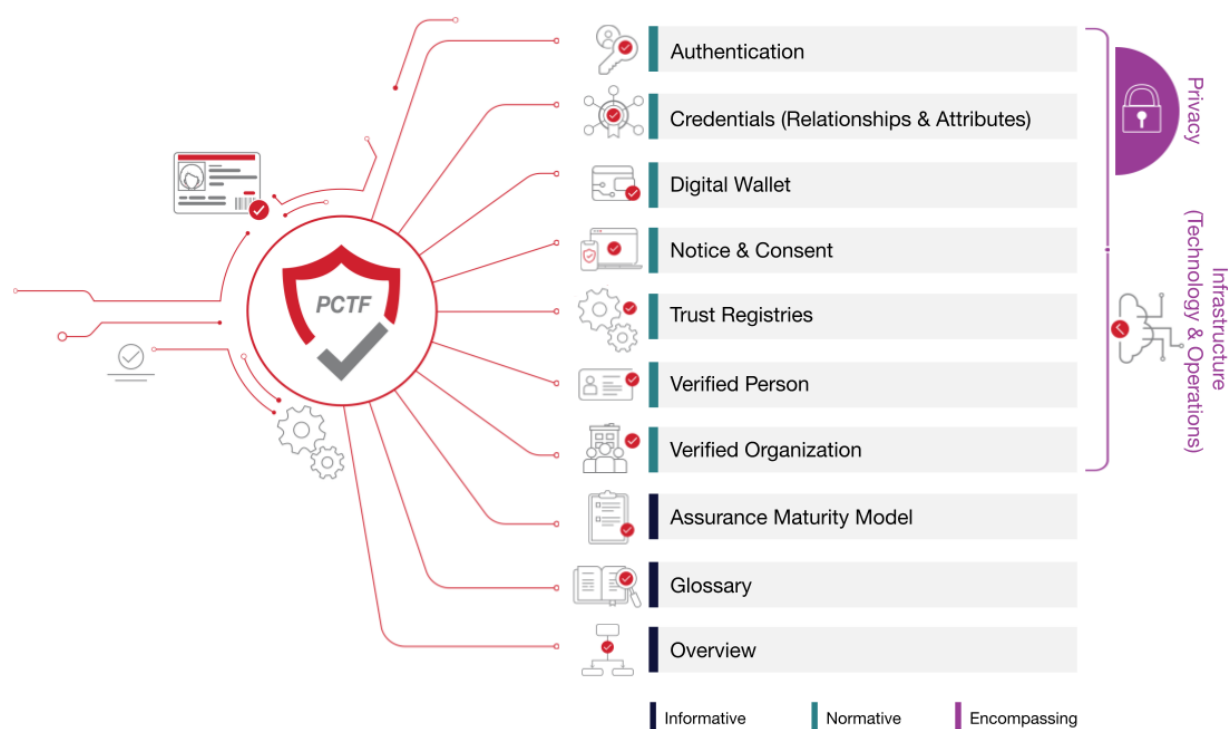 Authentication
Credentials (Relationships & Attributes)
Digital Wallet
Notice & Consent
PCTF
Trust Registries
Verified Person
Verified Organization
Assurance Maturity Model
Glossary
Overview
Privacy
Infrastructure
(Technology & Operations)
Informative
Normative
Encompassing